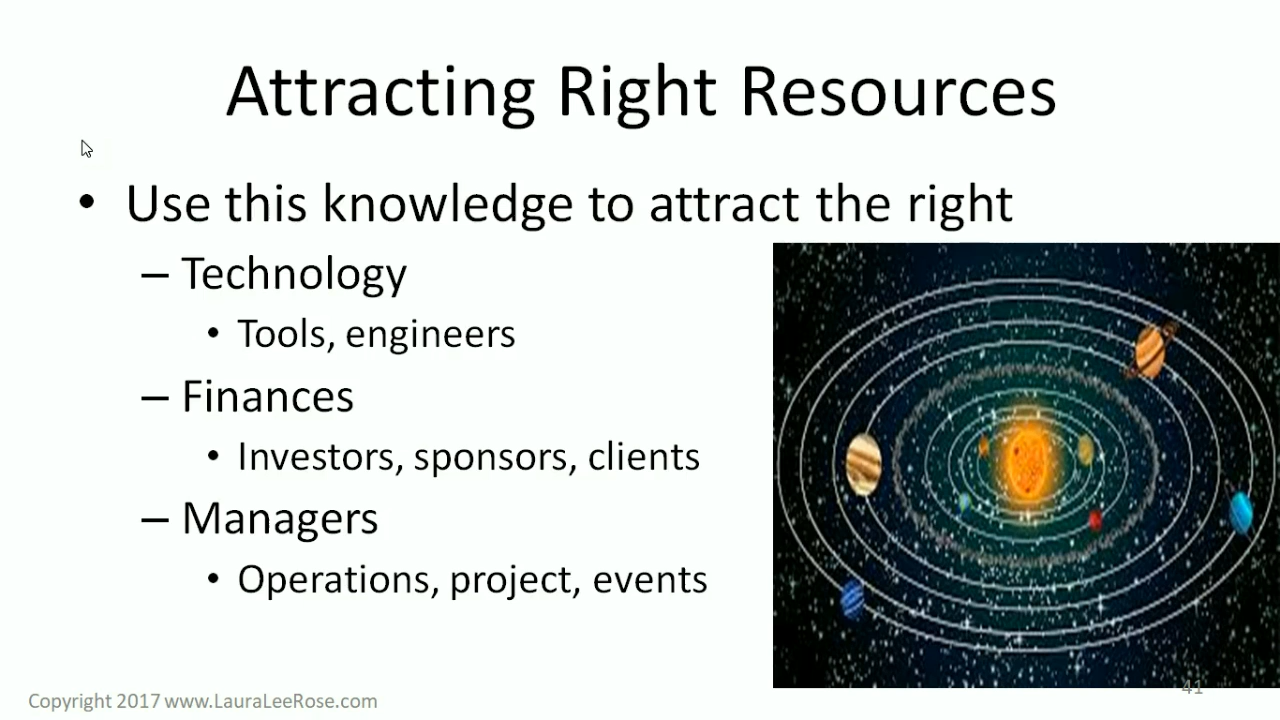 Attracting Right Resources
• Use this knowledge to attract the right
– Technology
• Tools, engineers
– Finances
• Investors, sponsors, clients
– Managers
• Operations, project, events
Copyright 2017 www.LauraLeeRose.com
41